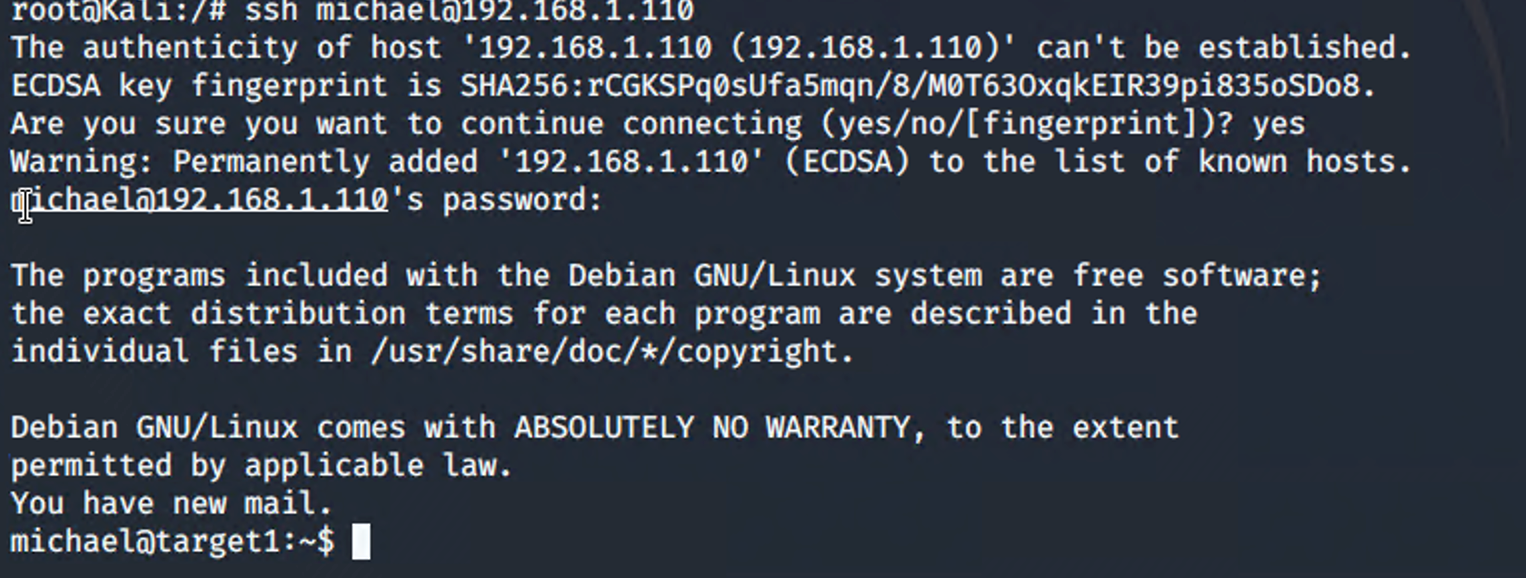 root@Kali:/# ssh michael@192.168.1.110
The authenticity of host '192.168.1.110 (192.168.1.110)' can't be established.
ECDSA key fingerprint is SHA256:rCGKSPq0sUfa5mqn/8/M0T63OxqkEIR39pi835oSDo8.
Are you sure you want to continue connecting (yes/no/[fingerprint])? yes
Warning: Permanently added '192.168.1.110' (ECDSA) to the list of known hosts.
michael@192.168.1.110's password:
The programs included with the Debian GNU/Linux system are free software;
the exact distribution terms for each program are described in the
individual files in /usr/share/doc/*/copyright.
Debian GNU/Linux comes with ABSOLUTELY NO WARRANTY, to the extent
permitted by applicable law.
You have new mail.
michael@target1:~$